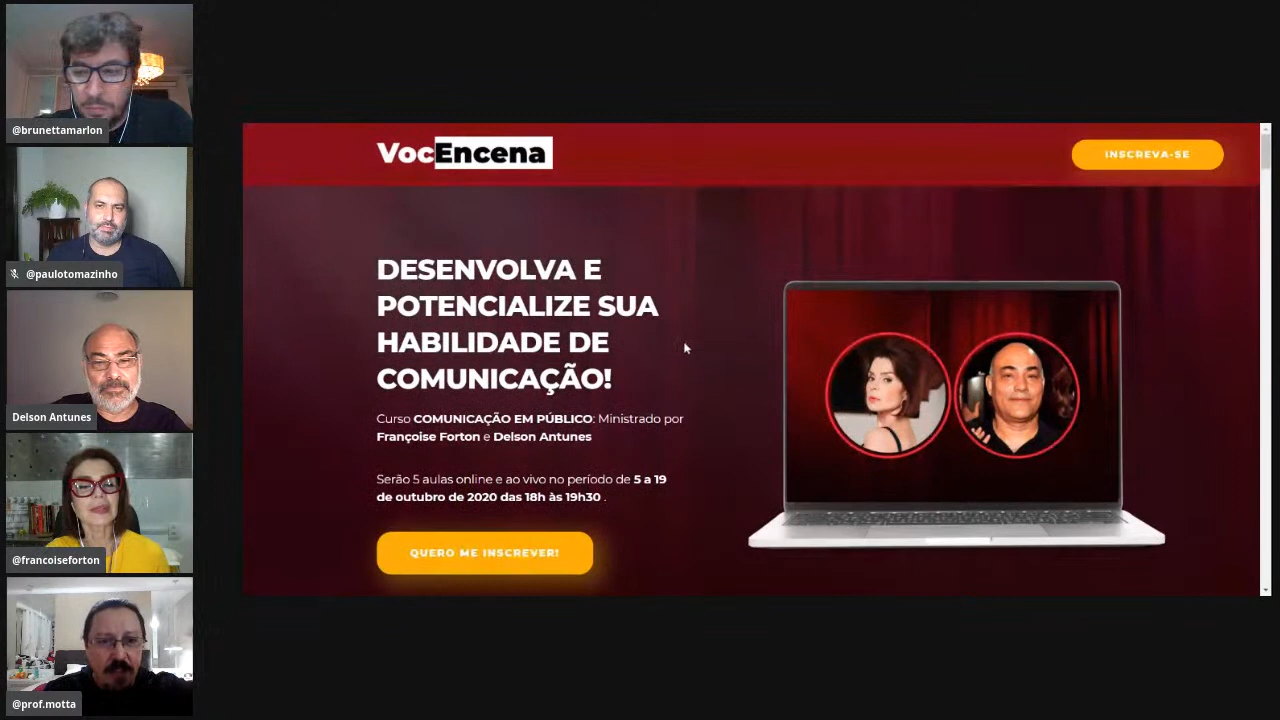 @brunettamarlon
@paulotomazinho
Delson Antunes
@francoiseforton
@prof.motta
VocEncena
INSCREVA-SE
DESENVOLVA E
POTENCIALIZE SUA
HABILIDADE DE
COMUNICAÇÃO!
Curso COMUNICAÇÃO EM PÚBLICO: Ministrado por
Françoise Forton e Delson Antunes
Serão 5 aulas online e ao vivo no período de 5 a 19
de outubro de 2020 das 18h às 19h30 .
QUERO ME INSCREVER!